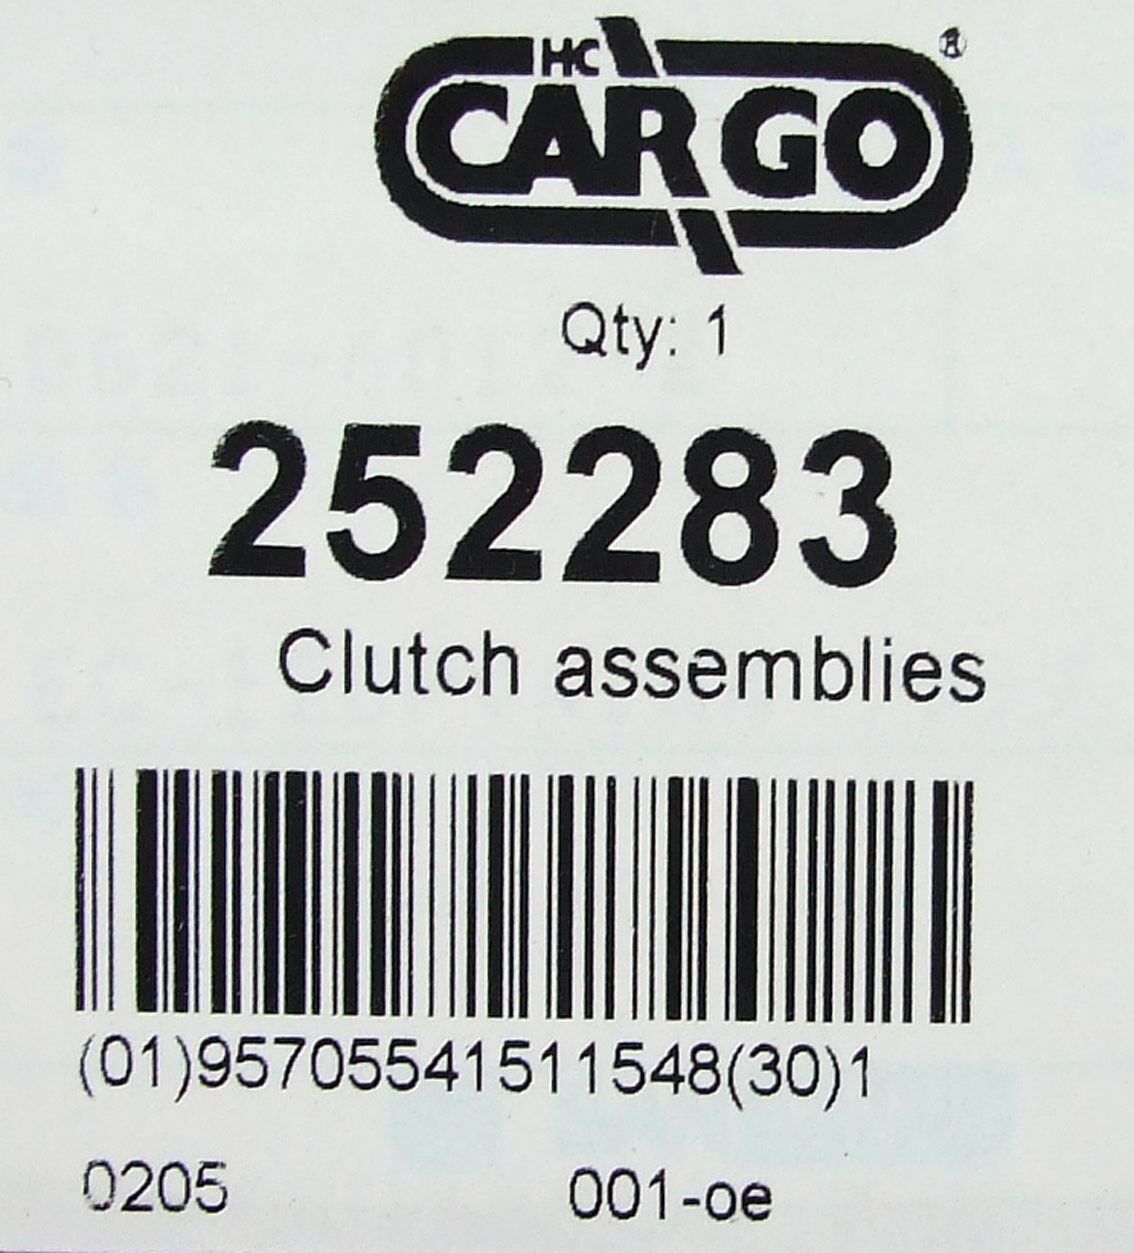 HC
CARGO®
Qty: 1
252283
Clutch assemblies
(01)95705541511548(30)1
0205
001-oe